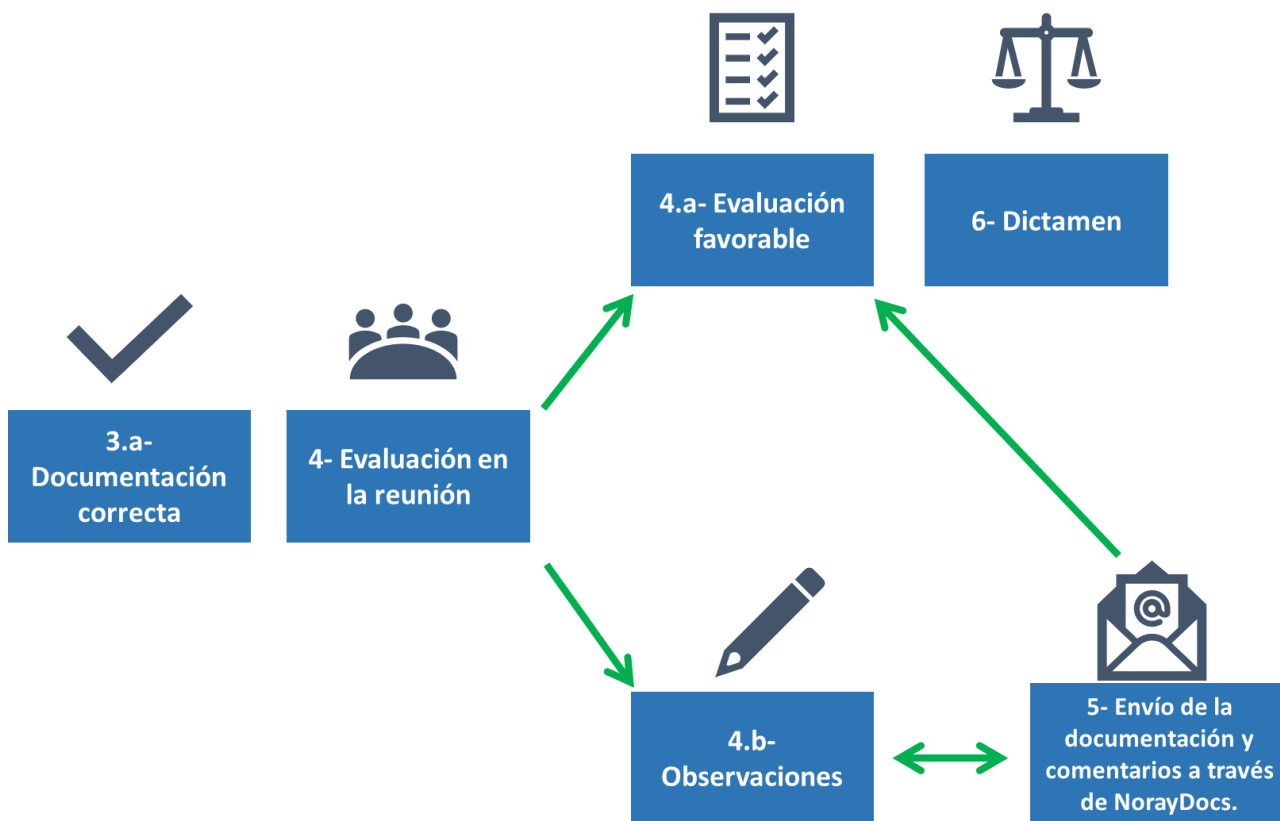 4.a- Evaluación
favorable
6- Dictamen
3.a-
Documentación
correcta
4- Evaluación en
la reunión
4.b-
Observaciones
5- Envío de la
documentación y
comentarios a través
de NorayDocs.